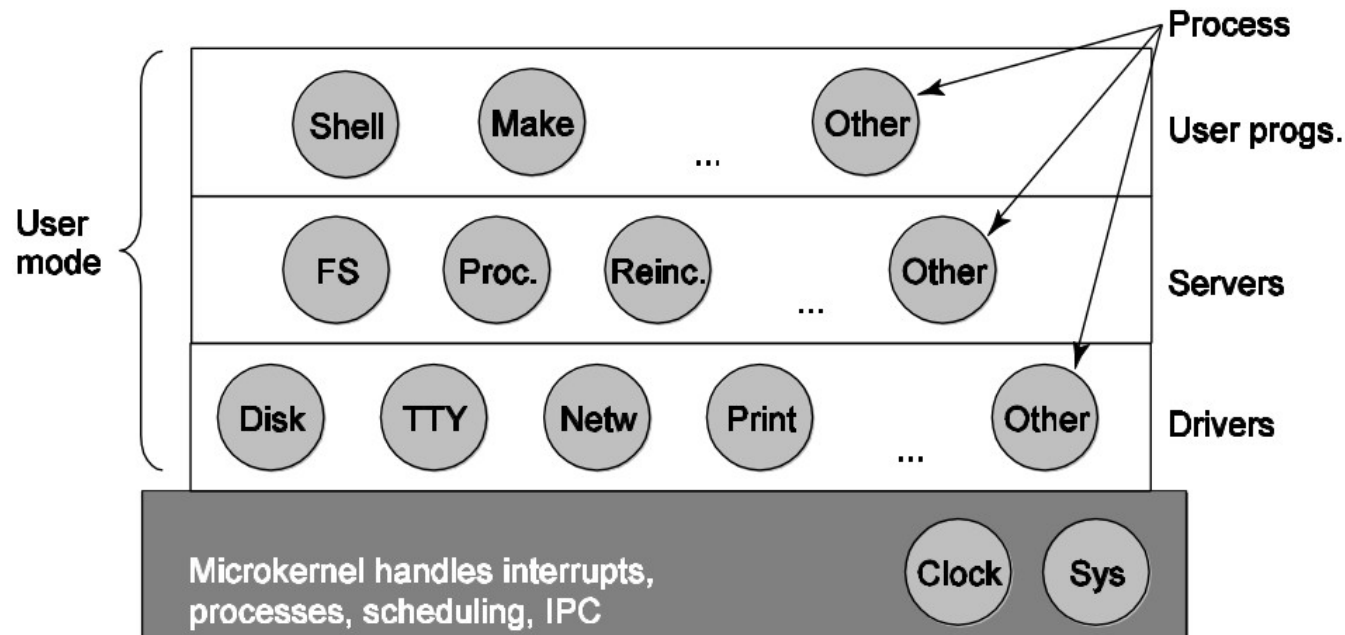 Process
Shell Make ... Other
User progs.
User
mode
FS Proc. Reinc. ... Other
Servers
Disk TTY Netw Print ... Other
Drivers
Microkernel handles interrupts,
processes, scheduling, IPC
Clock Sys